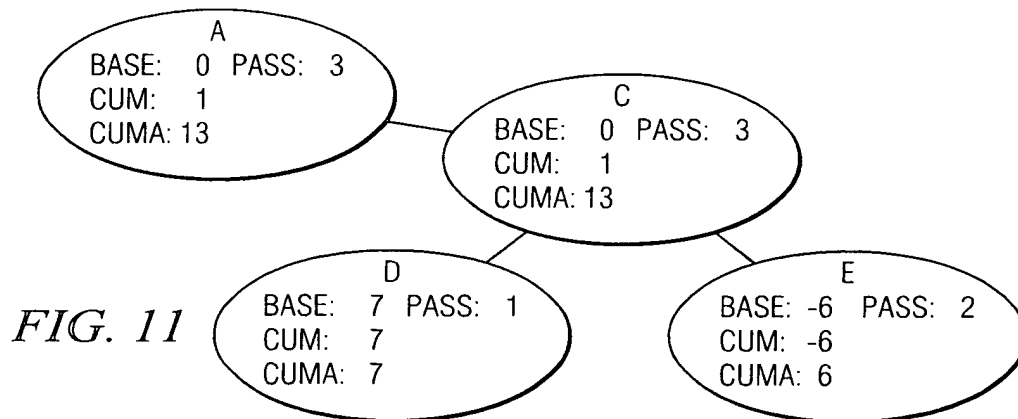 A
BASE: 0 PASS: 3
CUM: 1
CUMA: 13
C
BASE: 0 PASS: 3
CUM: 1
CUMA: 13
D
BASE: 7 PASS: 1
CUM: 7
CUMA: 7
E
BASE: -6 PASS: 2
CUM: -6
CUMA: 6
FIG. 11